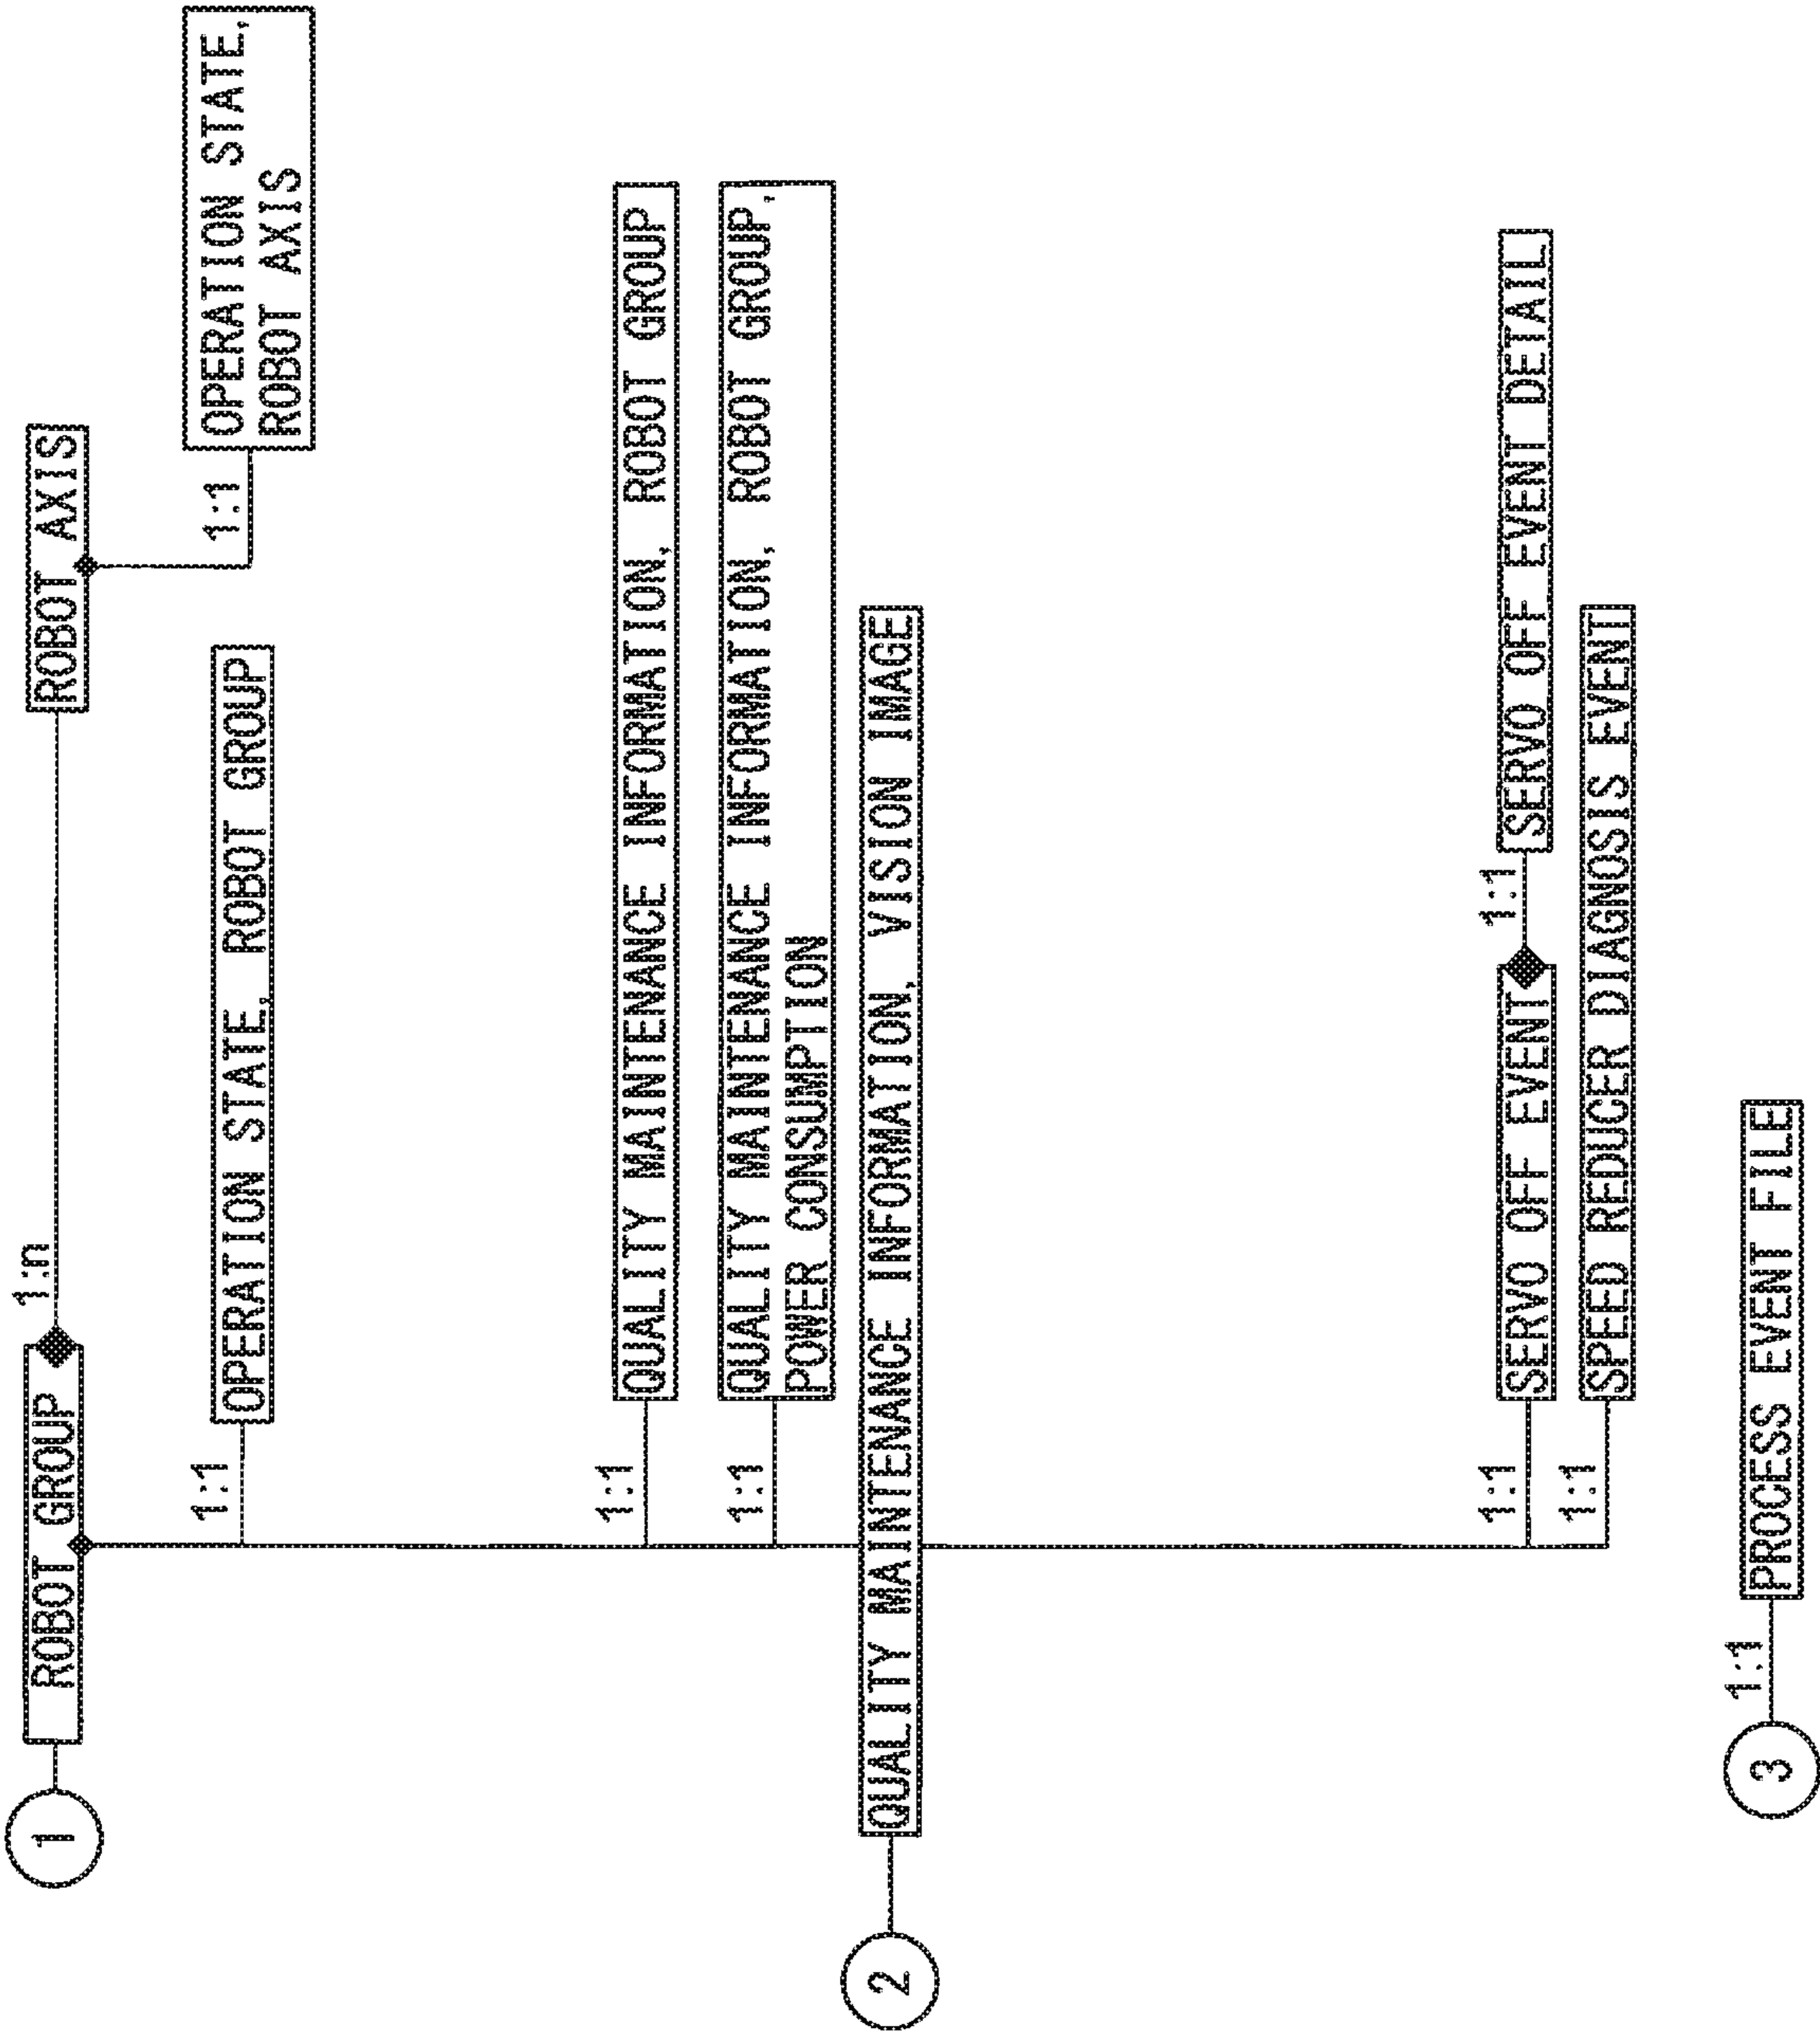 1
ROBOT GROUP
1:n
ROBOT AXIS
1:1
OPERATION STATE,
ROBOT AXIS
1:1
OPERATION STATE, ROBOT GROUP
1:1
QUALITY MAINTENANCE INFORMATION, ROBOT GROUP
1:1
QUALITY MAINTENANCE INFORMATION, ROBOT GROUP,
POWER CONSUMPTION
2
QUALITY MAINTENANCE INFORMATION, VISION IMAGE
1:1
SERVO OFF EVENT
1:1
SERVO OFF EVENT DETAIL
1:1
SPEED REDUCER DIAGNOSIS EVENT
3
1:1
PROCESS EVENT FILE